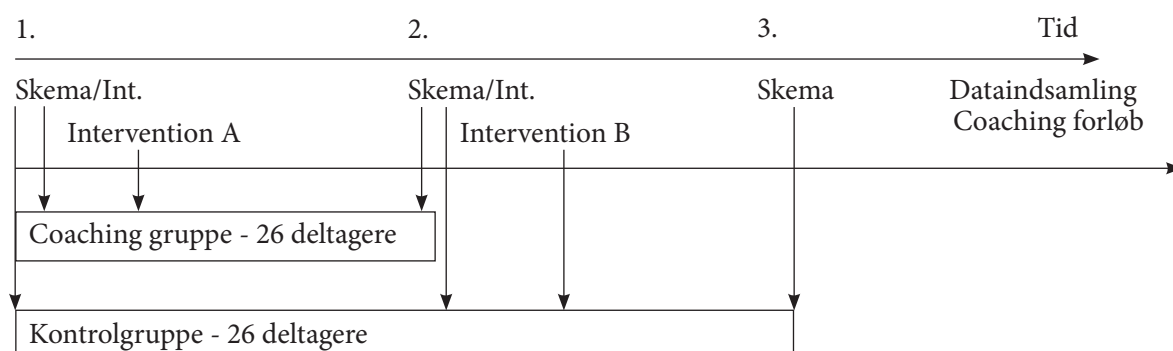 1. 2. 3. Tid
Skema/Int. Skema/Int. Skema Dataindsamling
Coaching forløb
Intervention A Intervention B
Coaching gruppe - 26 deltagere
Kontrolgruppe - 26 deltagere